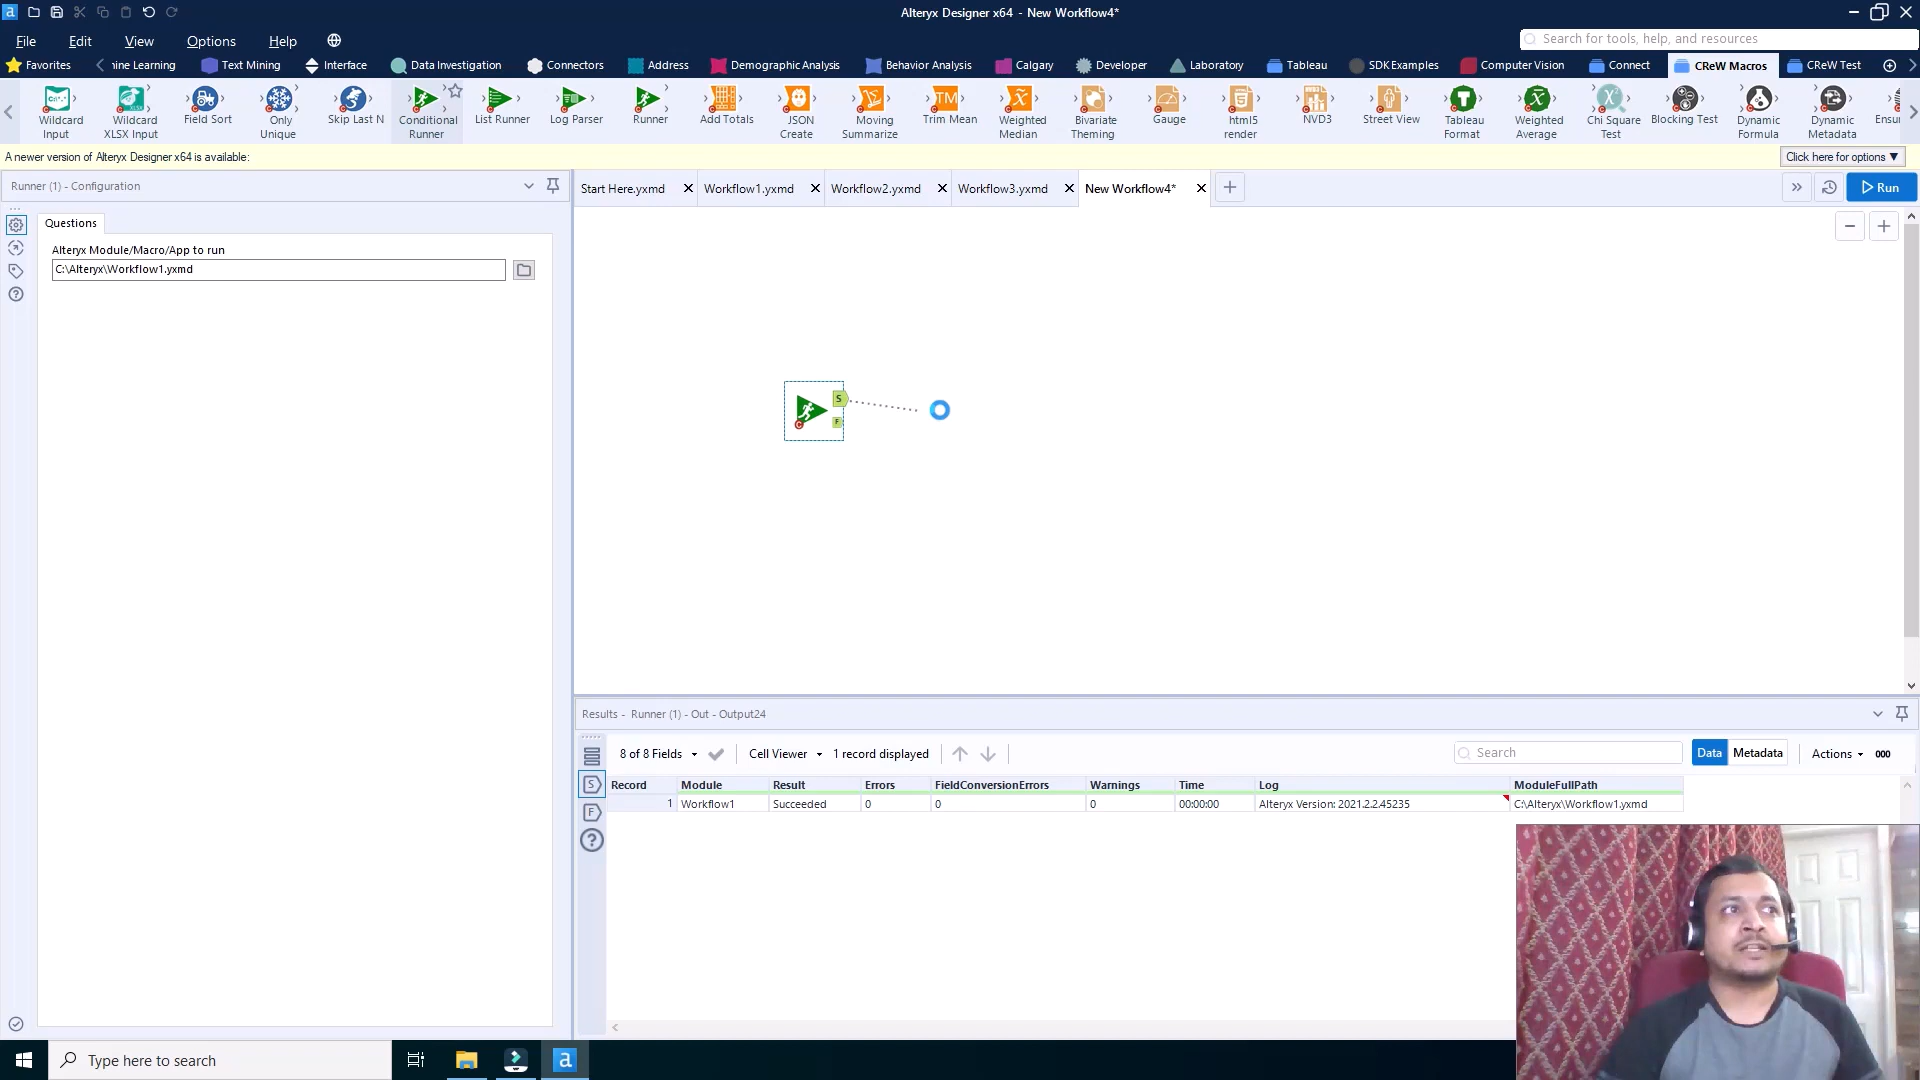 Alteryx Designer x64 - New Workflow4*
File Edit View Options Help
Search for tools, help, and resources
Favorites
ine Learning
Text Mining
Interface
Data Investigation
Connectors
Address
Demographic Analysis
Behavior Analysis
Calgary
Developer
Laboratory
Tableau
SDK Examples
Computer Vision
Connect
CReW Macros
CReW Test
Wildcard Input
Wildcard XLSX Input
Field Sort
Only Unique
Skip Last N
Conditional Runner
List Runner
Log Parser
Runner
Add Totals
JSON Create
Moving Summarize
Trim Mean
Weighted Median
Bivariate Theming
Gauge
html5 render
NVD3
Street View
Tableau Format
Weighted Average
Chi Square Test
Blocking Test
Dynamic Formula
Dynamic Metadata
Ensu
A newer version of Alteryx Designer x64 is available:
Click here for options ▼
Runner (1) - Configuration
Start Here.yxmd
Workflow1.yxmd
Workflow2.yxmd
Workflow3.yxmd
New Workflow4*
Run
Questions
Alteryx Module/Macro/App to run
C:\Alteryx\Workflow1.yxmd
S
F
Results - Runner (1) - Out - Output24
8 of 8 Fields
Cell Viewer
1 record displayed
Search
Data
Metadata
Actions
000
Record Module Result Errors FieldConversionErrors Warnings Time Log ModuleFullPath
1 Workflow1 Succeeded 0 0 0 00:00:00 Alteryx Version: 2021.2.2.45235 C:\Alteryx\Workflow1.yxmd
S
F
Type here to search